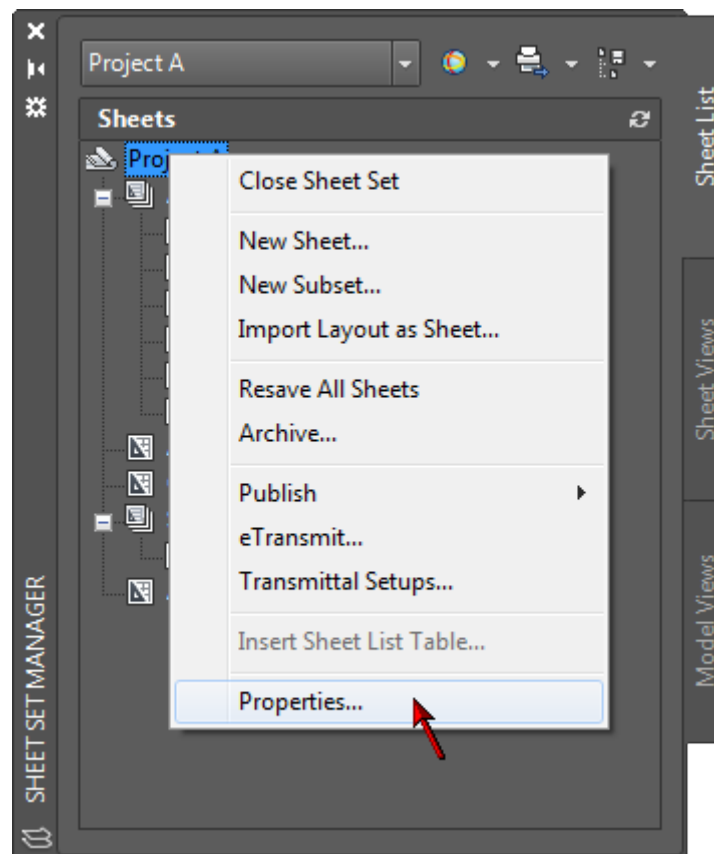 Project A
Sheets
Close Sheet Set
New Sheet...
New Subset...
Import Layout as Sheet...
Resave All Sheets
Archive...
Publish
eTransmit...
Transmittal Setups...
Insert Sheet List Table...
Properties...
Sheet List
Sheet Views
Model Views
SHEET SET MANAGER